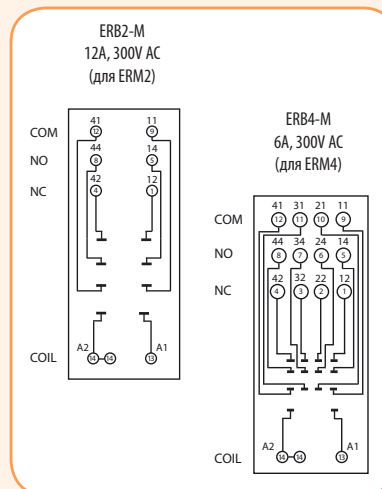 ERB2-M
12A, 300V AC
(для ERM2)
41 11
COM 12 9
44 14
NO 8 5
42 12
NC 4 1
A2 A1
COIL 14 14 13
ERB4-M
6A, 300V AC
(для ERM4)
41 31 21 11
COM 12 11 10 9
44 34 24 14
NO 8 7 6 5
42 32 22 12
NC 4 3 2 1
A2 A1
COIL 14 14 13